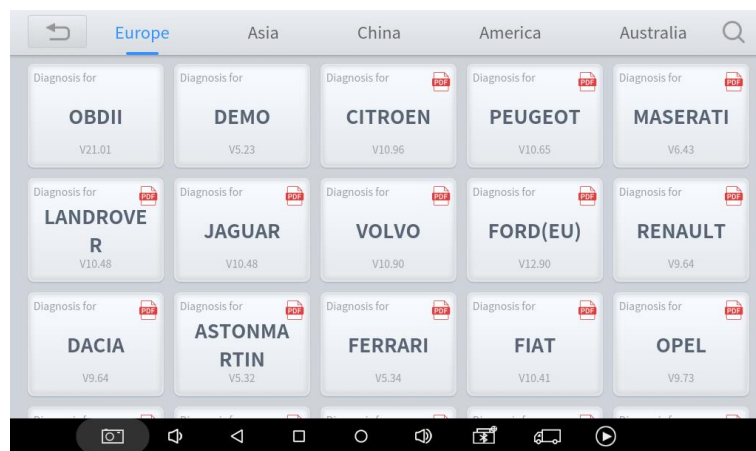 Europe Asia China America Australia
Diagnosis for Diagnosis for Diagnosis for PDF Diagnosis for PDF Diagnosis for PDF
OBDII DEMO CITROEN PEUGEOT MASERATI
V21.01 V5.23 V10.96 V10.65 V6.43
Diagnosis for PDF Diagnosis for PDF Diagnosis for PDF Diagnosis for PDF Diagnosis for PDF
LANDROVE
R JAGUAR VOLVO FORD(EU) RENAULT
V10.48 V10.48 V10.90 V12.90 V9.64
Diagnosis for PDF Diagnosis for PDF Diagnosis for PDF Diagnosis for PDF Diagnosis for PDF
DACIA ASTONMA
RTIN FERRARI FIAT OPEL
V9.64 V5.32 V5.34 V10.41 V9.73